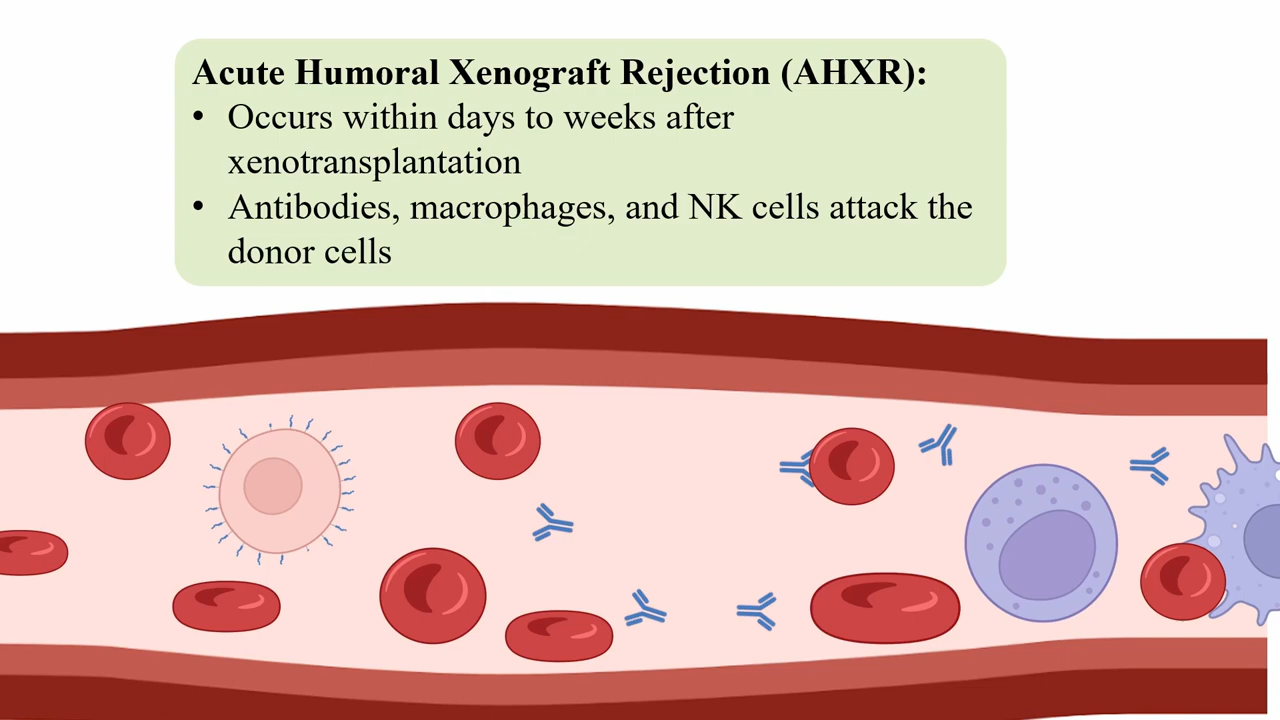 Acute Humoral Xenograft Rejection (AHXR):
• Occurs within days to weeks after
xenotransplantation
• Antibodies, macrophages, and NK cells attack the
donor cells